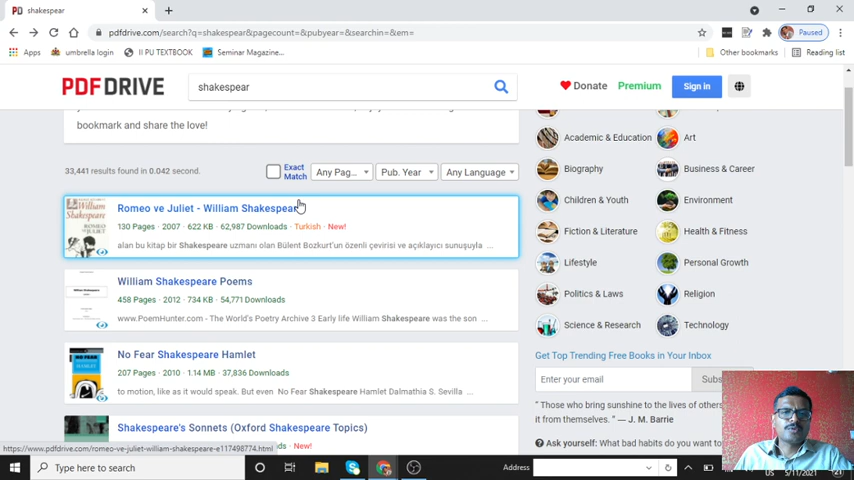 shakespear
pdfdrive.com/search?q=shakespear&pagecount=&pubyear=&searchin=&em=
Paused
Apps
umbrella login
II PU TEXTBOOK
Seminar Magazine...
Other bookmarks
Reading list
PDFDRIVE
shakespear
Donate
Premium
Sign in
bookmark and share the love!
33,441 results found in 0.042 second.
Exact
Match
Any Pag...
Pub. Year
Any Language
Romeo ve Juliet - William Shakespear
130 Pages · 2007 · 622 KB · 62,987 Downloads · Turkish · New!
alan bu kitap bir Shakespeare uzmanı olan Bülent Bozkurt'un özenli çevirisi ve açıklayıcı sunuşuyla ...
William Shakespeare Poems
458 Pages · 2012 · 734 KB · 54,771 Downloads
www.PoemHunter.com - The World's Poetry Archive 3 Early life William Shakespeare was the son ...
No Fear Shakespeare Hamlet
207 Pages · 2010 · 1.14 MB · 37,836 Downloads
to motion, like as it would speak. But even No Fear Shakespeare Hamlet Dalmathia S. Sevilla ...
NO
FEAR
Shakespeare's Sonnets (Oxford Shakespeare Topics)
ds · New!
Academic & Education
Art
Biography
Business & Career
Children & Youth
Environment
Fiction & Literature
Health & Fitness
Lifestyle
Personal Growth
Politics & Laws
Religion
Science & Research
Technology
Get Top Trending Free Books in Your Inbox
Enter your email
Subs
" Those who bring sunshine to the lives of others
it from themselves. " — J. M. Barrie
Ask yourself: What bad habits do you want to
https://www.pdfdrive.com/romeo-ve-juliet-william-shakespeare-e117498774.html
Type here to search
Address
US
5/11/2021